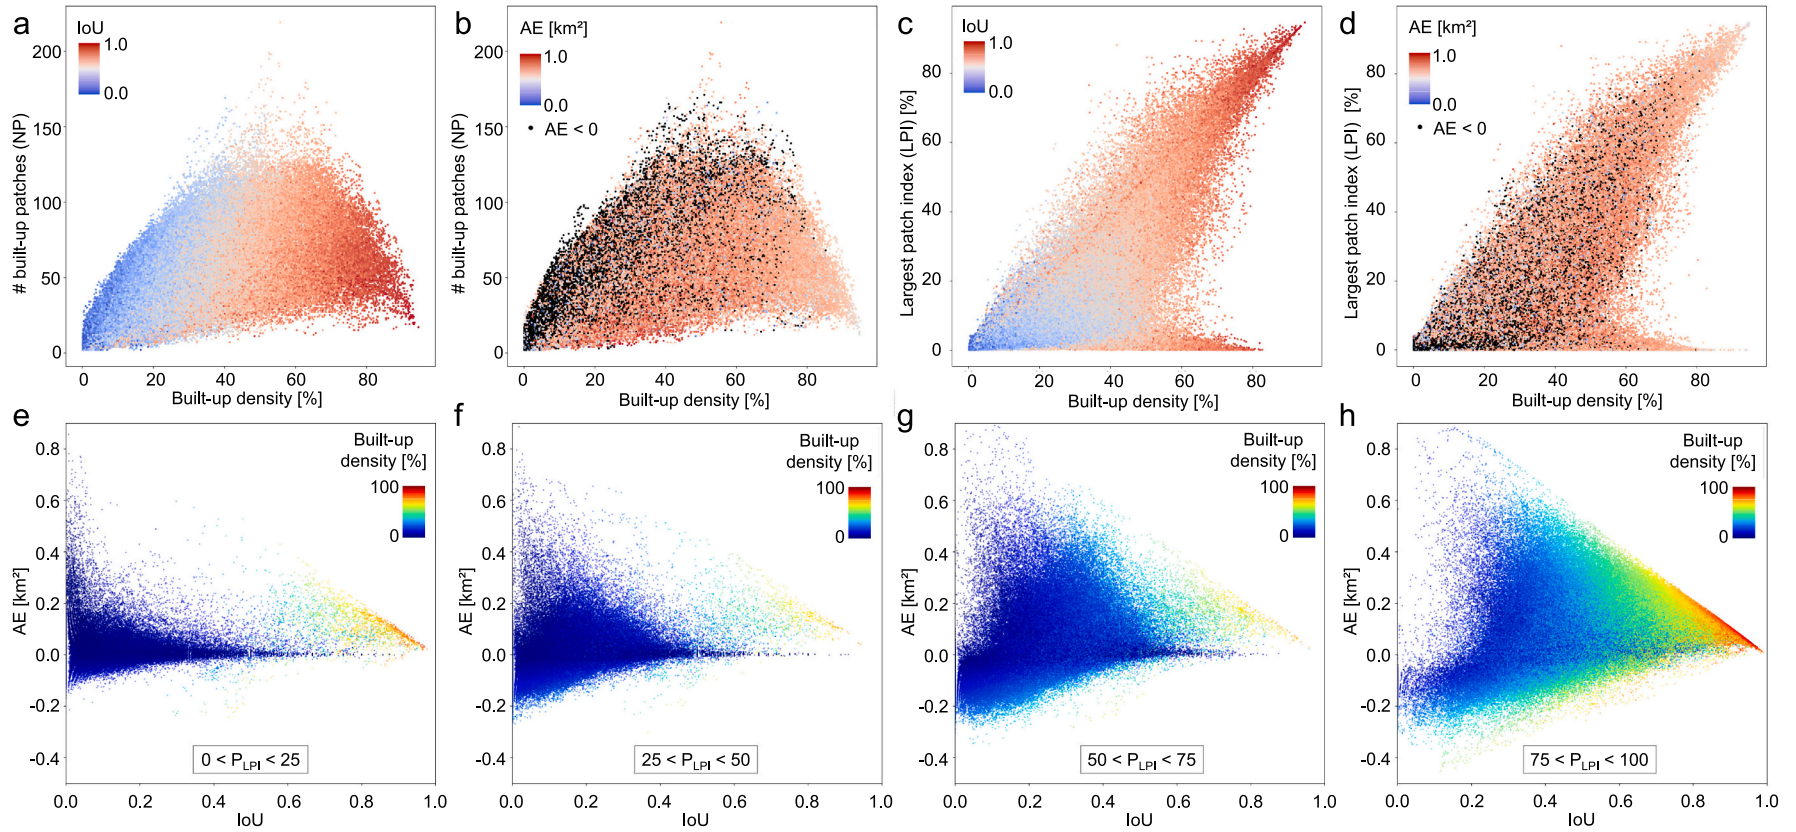 a
IoU
1.0
0.0
200
150
100
50
0
# built-up patches (NP)
0
20
40
60
80
Built-up density [%]
b
AE [km²]
1.0
0.0
AE < 0
200
150
100
50
0
# built-up patches (NP)
0
20
40
60
80
Built-up density [%]
c
IoU
1.0
0.0
80
60
40
20
0
Largest patch index (LPI) [%]
0
20
40
60
80
Built-up density [%]
d
AE [km²]
1.0
0.0
AE < 0
80
60
40
20
0
Largest patch index (LPI) [%]
0
20
40
60
80
Built-up density [%]
e
Built-up
density [%]
100
0
0.8
0.6
0.4
0.2
0.0
-0.2
-0.4
AE [km²]
0 < P_LPI < 25
0.0
0.2
0.4
0.6
0.8
1.0
IoU
f
Built-up
density [%]
100
0
0.8
0.6
0.4
0.2
0.0
-0.2
-0.4
AE [km²]
25 < P_LPI < 50
0.0
0.2
0.4
0.6
0.8
1.0
IoU
g
Built-up
density [%]
100
0
0.8
0.6
0.4
0.2
0.0
-0.2
-0.4
AE [km²]
50 < P_LPI < 75
0.0
0.2
0.4
0.6
0.8
1.0
IoU
h
Built-up
density [%]
100
0
0.8
0.6
0.4
0.2
0.0
-0.2
-0.4
AE [km²]
75 < P_LPI < 100
0.0
0.2
0.4
0.6
0.8
1.0
IoU